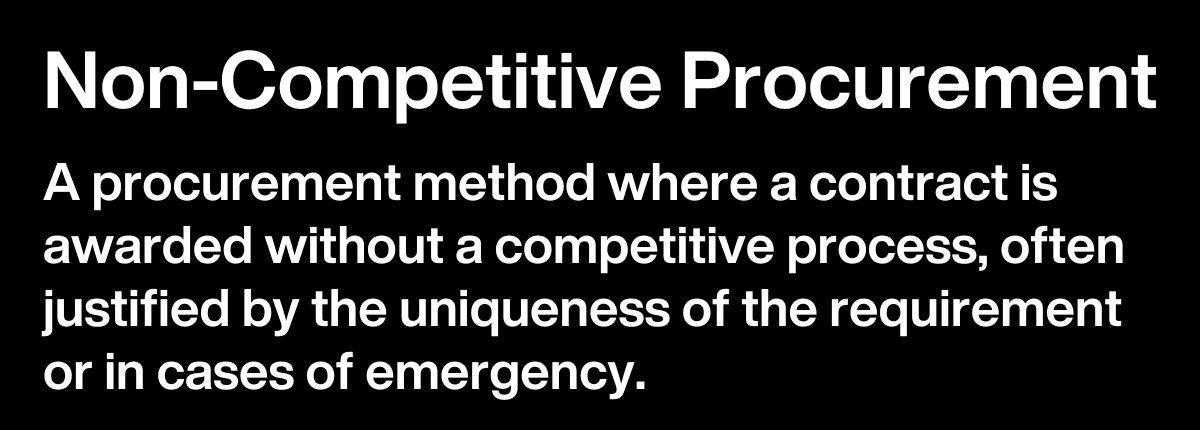 Non-Competitive Procurement
A procurement method where a contract is
awarded without a competitive process, often
justified by the uniqueness of the requirement
or in cases of emergency.